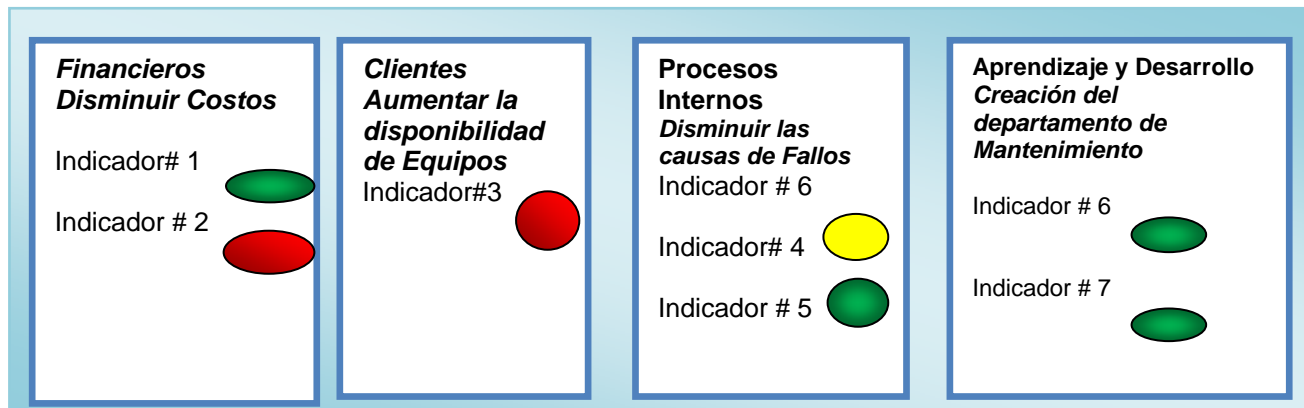 Financieros
Disminuir Costos
Indicador# 1
Indicador # 2
Clientes
Aumentar la
disponibilidad
de Equipos
Indicador#3
Procesos
Internos
Disminuir las
causas de Fallos
Indicador # 6
Indicador# 4
Indicador # 5
Aprendizaje y Desarrollo
Creación del
departamento de
Mantenimiento
Indicador # 6
Indicador # 7